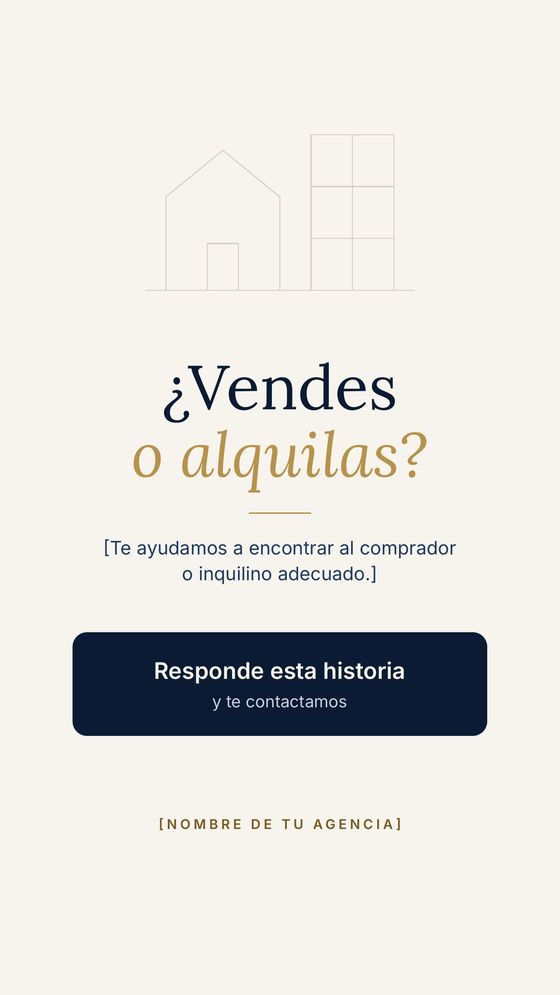 ¿Vendes
o alquilas?
[Te ayudamos a encontrar al comprador
o inquilino adecuado.]
Responde esta historia
y te contactamos
[NOMBRE DE TU AGENCIA]